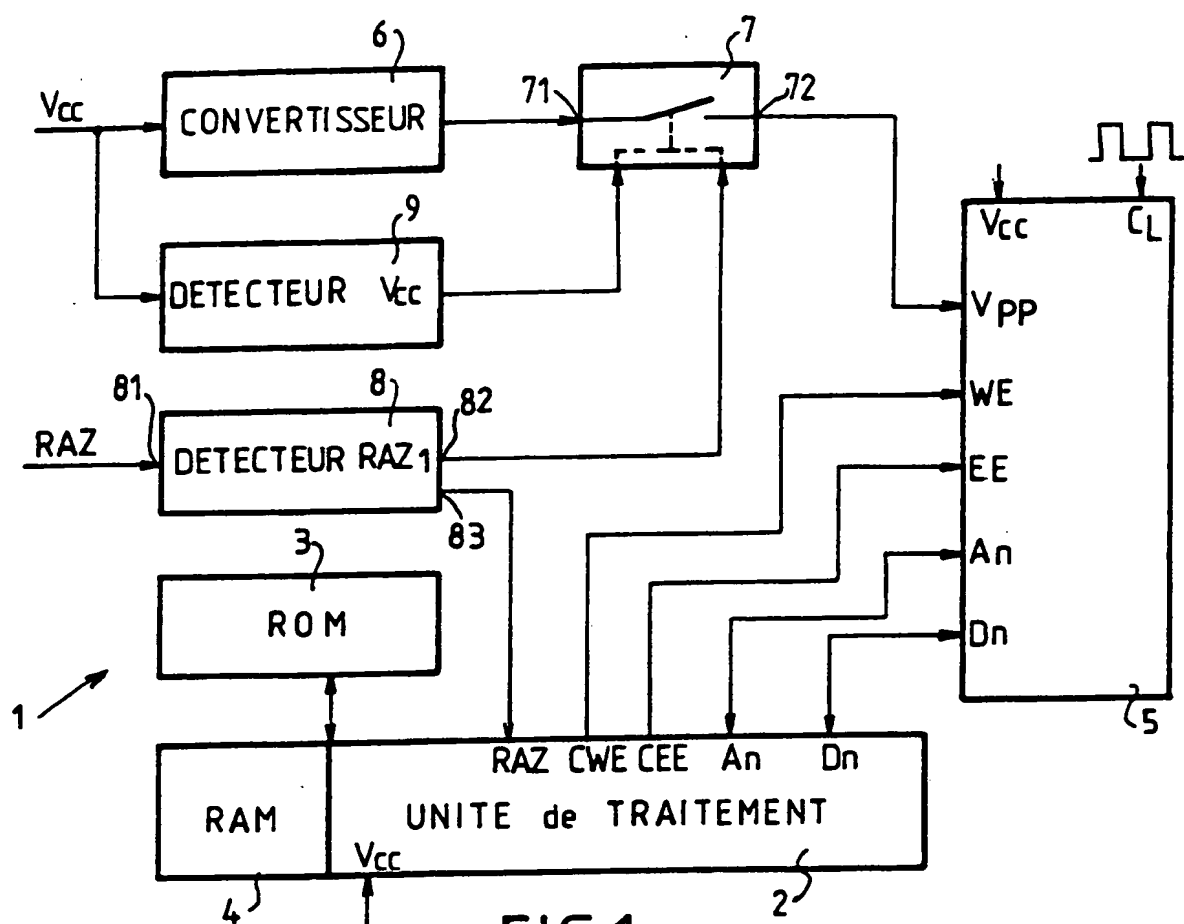 6
7
Vcc
CONVERTISSEUR
71
72
9
DETECTEUR Vcc
Vcc
CL
VPP
81
8
82
RAZ
DETECTEUR RAZ1
83
WE
EE
3
ROM
An
Dn
1
5
RAZ CWE CEE An Dn
RAM
UNITE de TRAITEMENT
Vcc
4
2
FIG.1